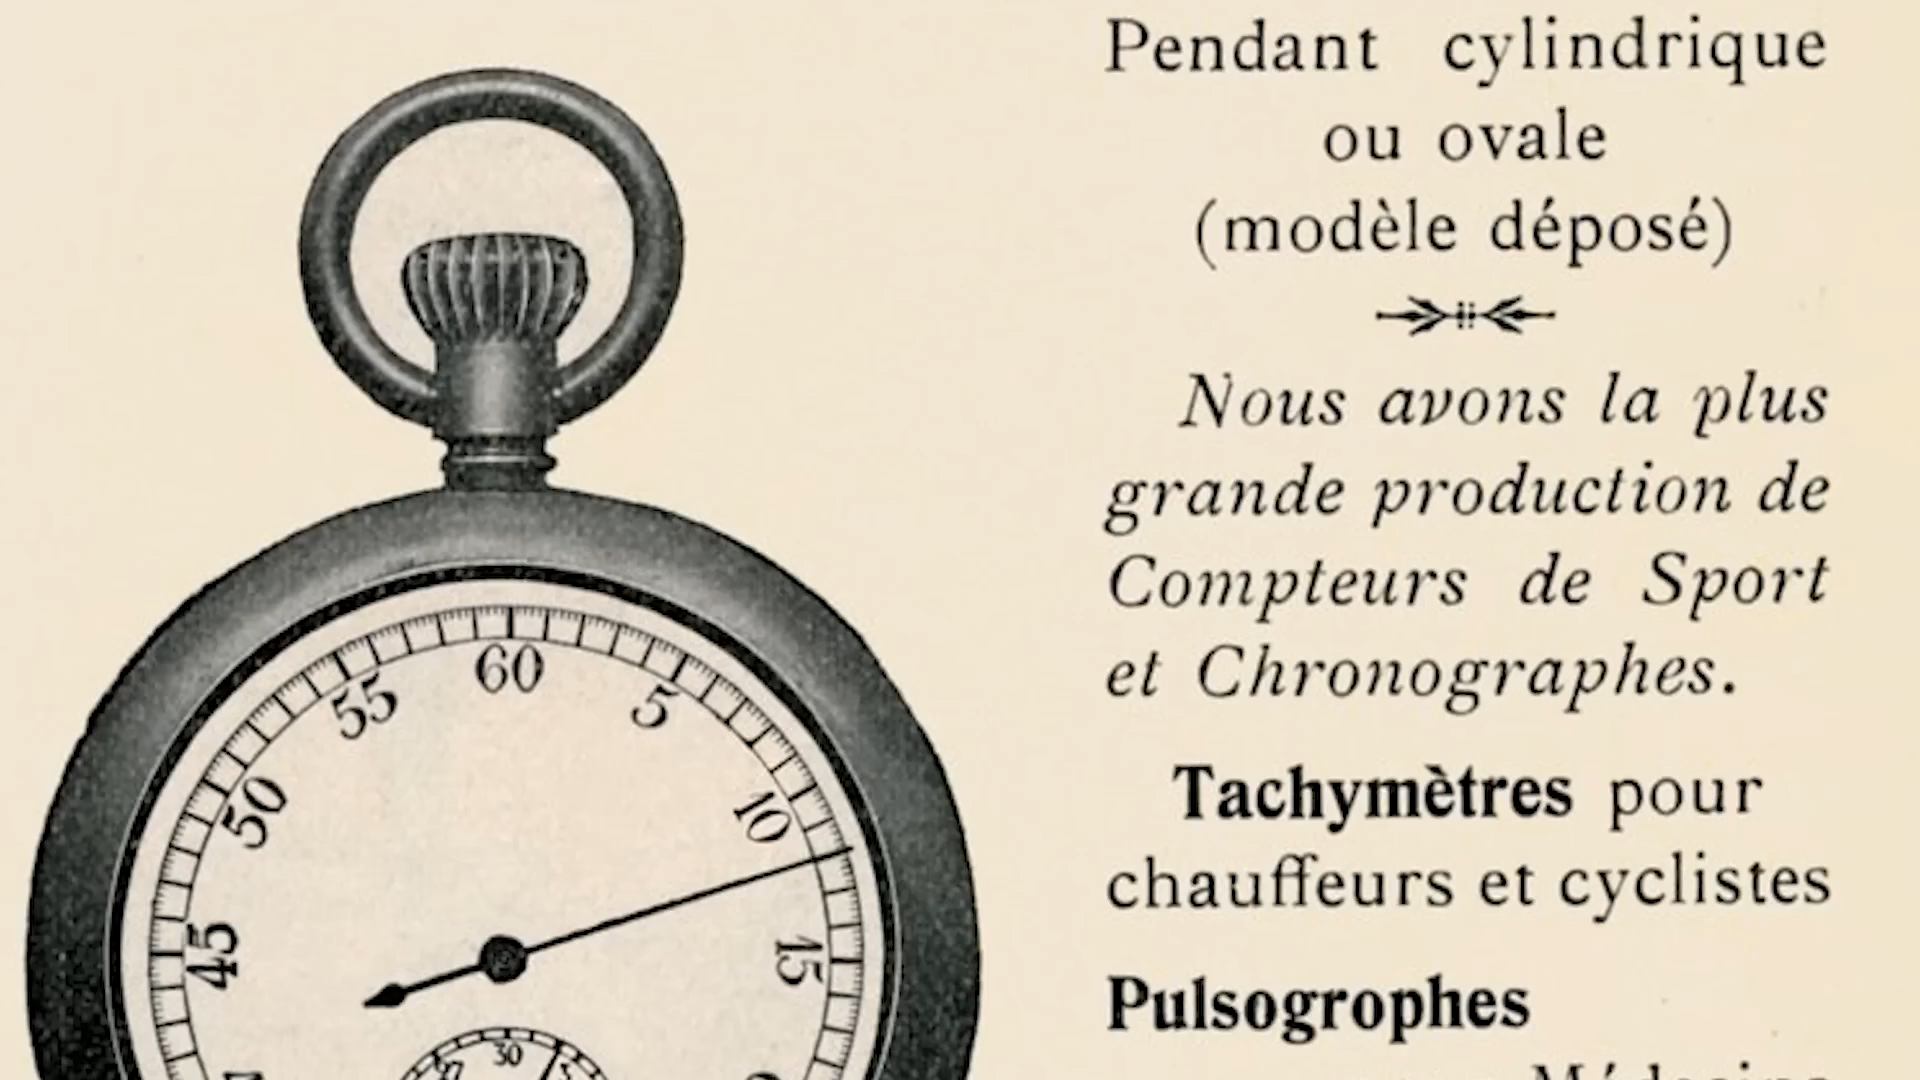 Pendant cylindrique
ou ovale
(modèle déposé)
Nous avons la plus
grande production de
Compteurs de Sport
et Chronographes.
Tachymètres pour
chauffeurs et cyclistes
Pulsogrophes
Médecins
60
5
10
15
45
50
55
30